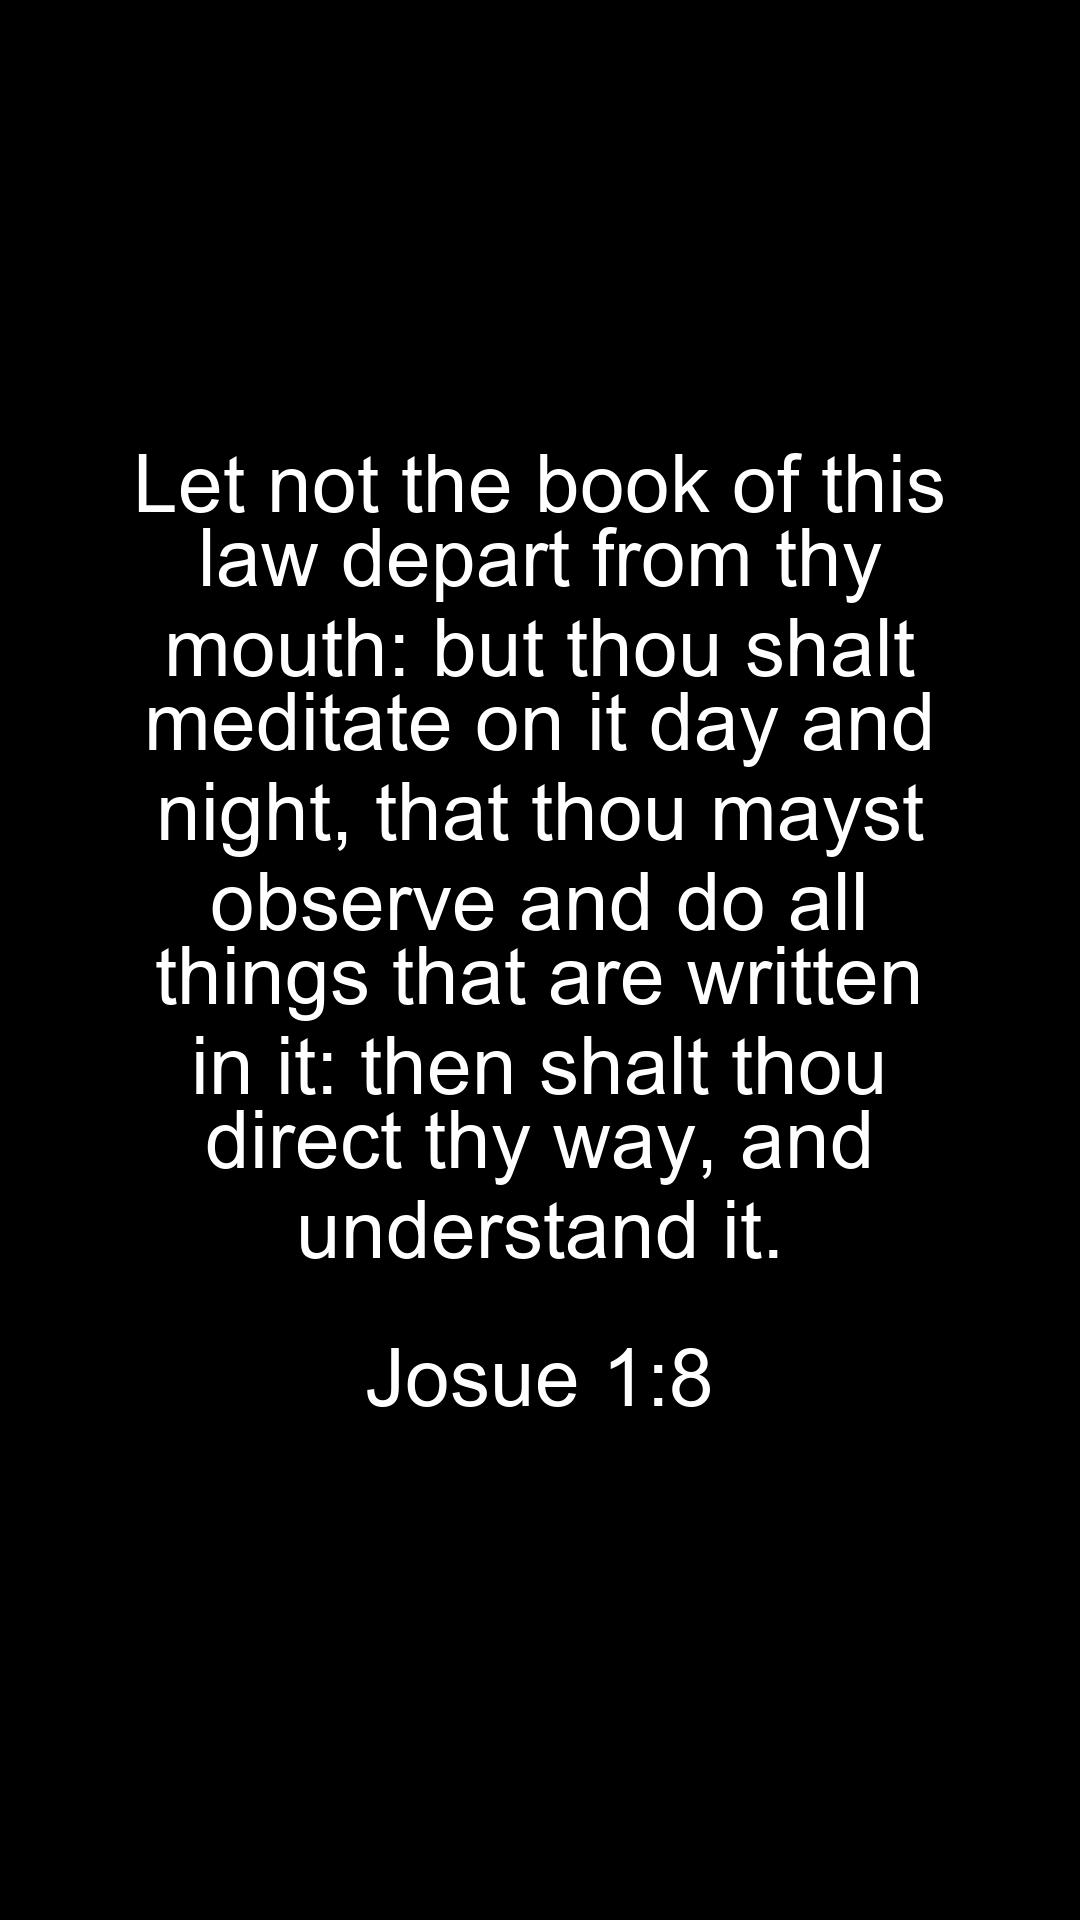 Let not the book of this
law depart from thy
mouth: but thou shalt
meditate on it day and
night, that thou mayst
observe and do all
things that are written
in it: then shalt thou
direct thy way, and
understand it.
Josue 1:8